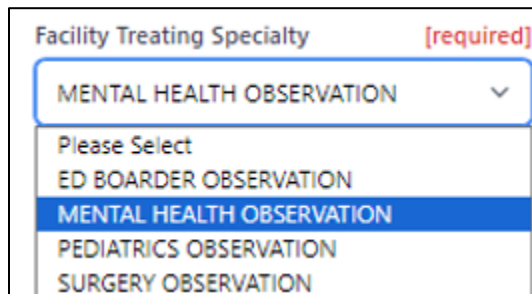 Facility Treating Specialty [required]
MENTAL HEALTH OBSERVATION
Please Select
ED BOARDER OBSERVATION
MENTAL HEALTH OBSERVATION
PEDIATRICS OBSERVATION
SURGERY OBSERVATION